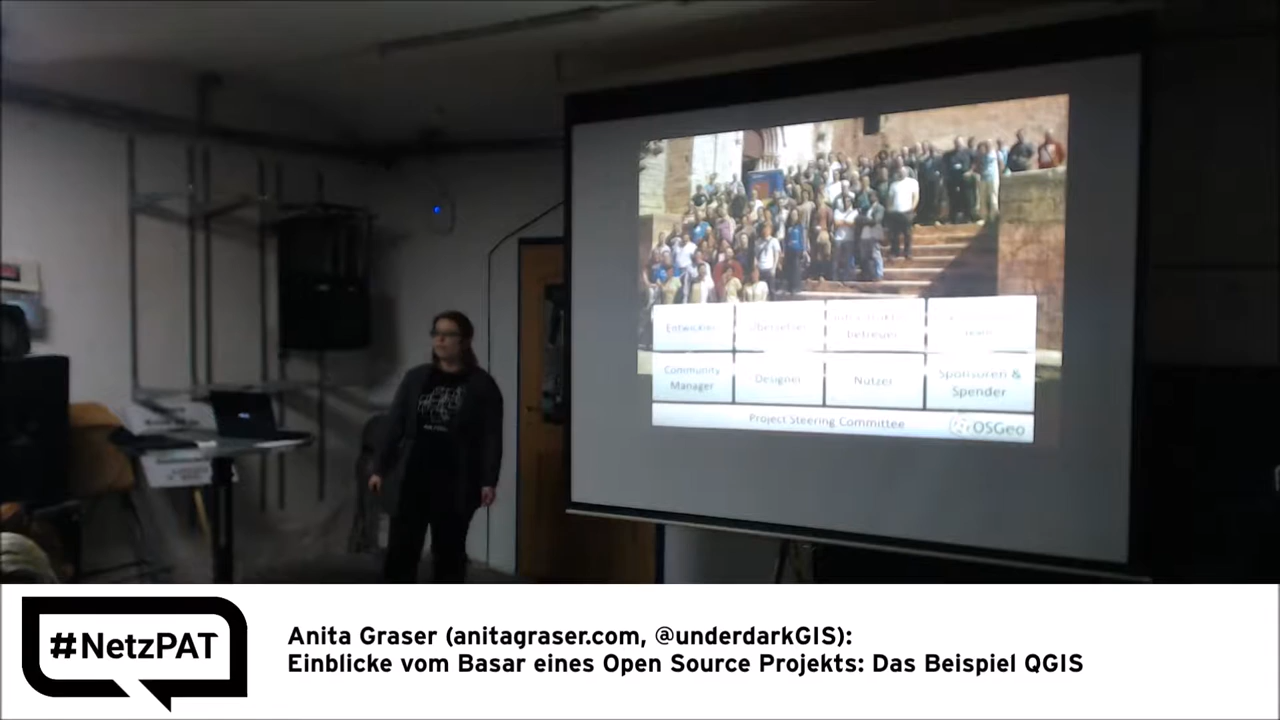 Entwickler
Übersetzer
betreuer
Community
Manager
Designer
Nutzer
Sponsoren &
Spender
Project Steering Committee
OSGeo
#NetzPAT
Anita Graser (anitagraser.com, @underdarkGIS):
Einblicke vom Basar eines Open Source Projekts: Das Beispiel QGIS